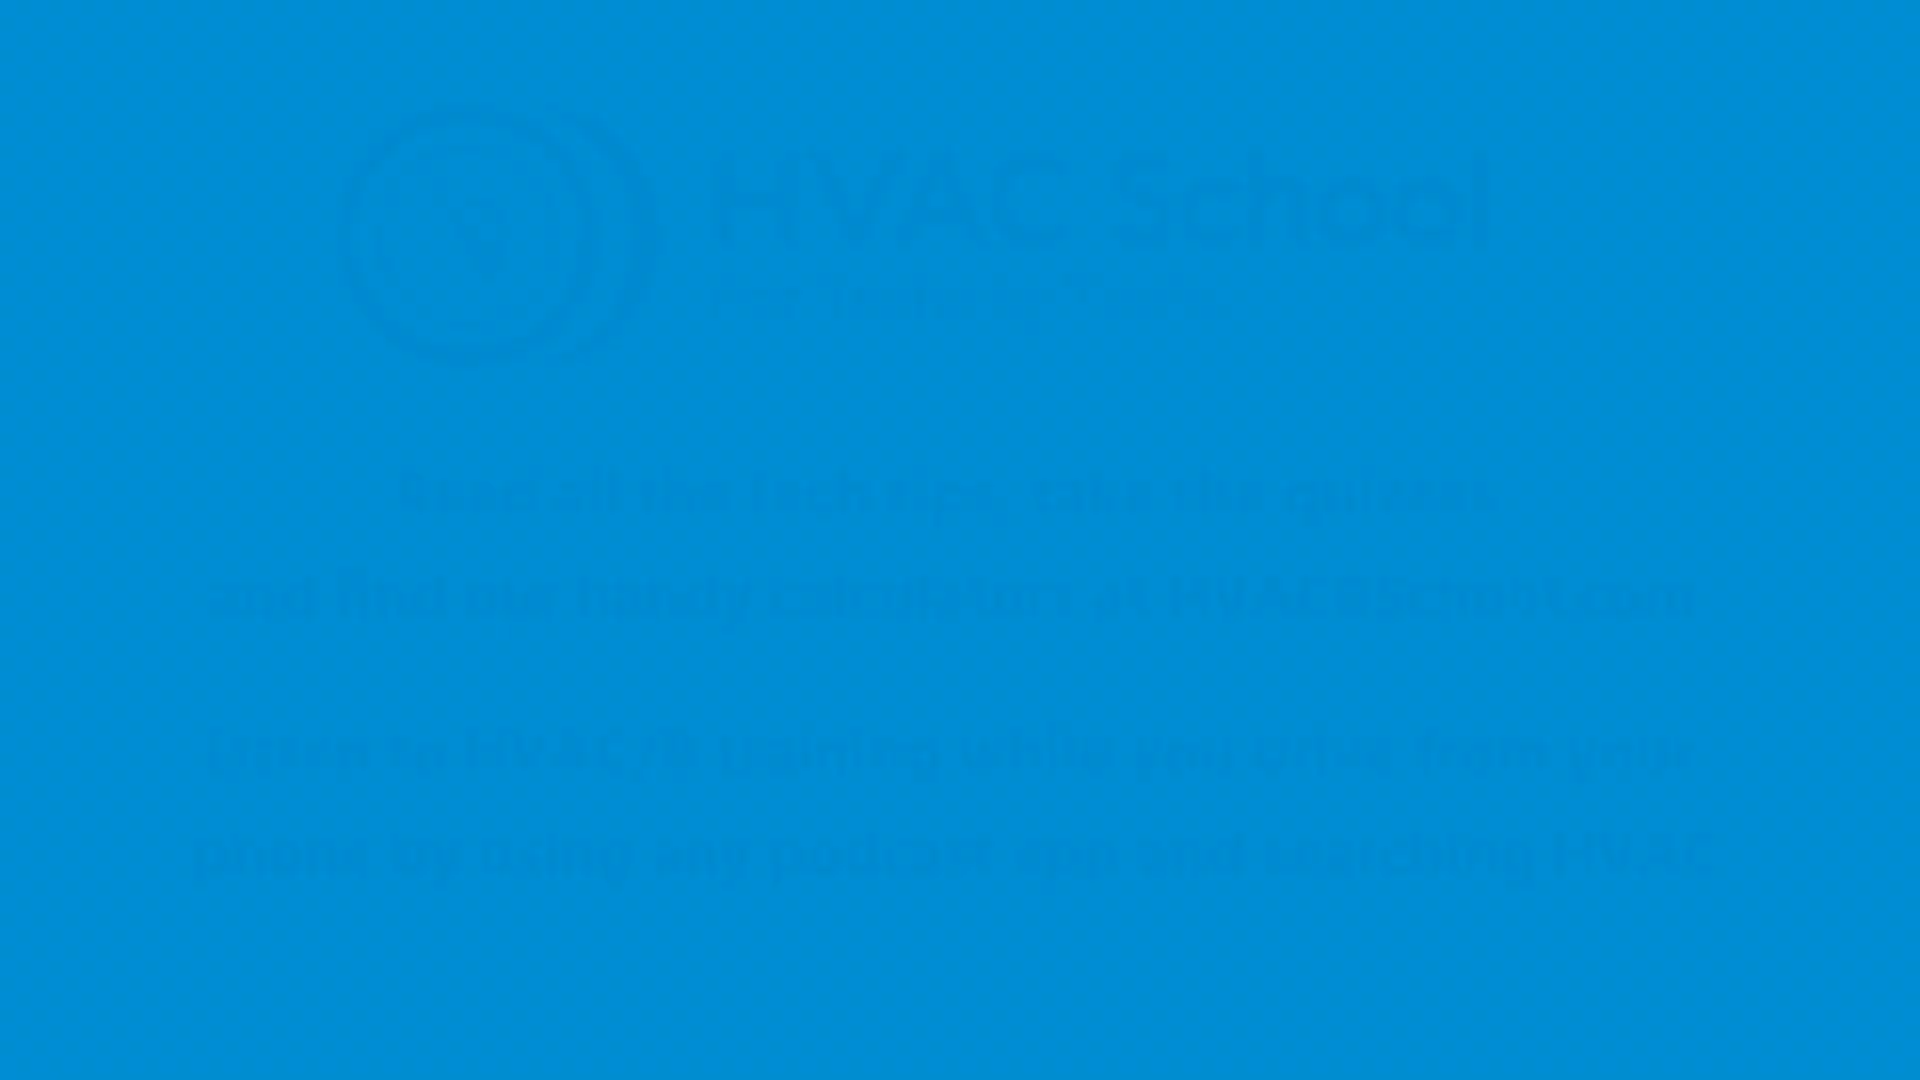 HVAC School
Read all the tech tips, take the quizzes
and find our handy calculators at HVACRSchool.com
Listen to HVAC/R training while you drive from your
phone by using any podcast app and searching HVAC